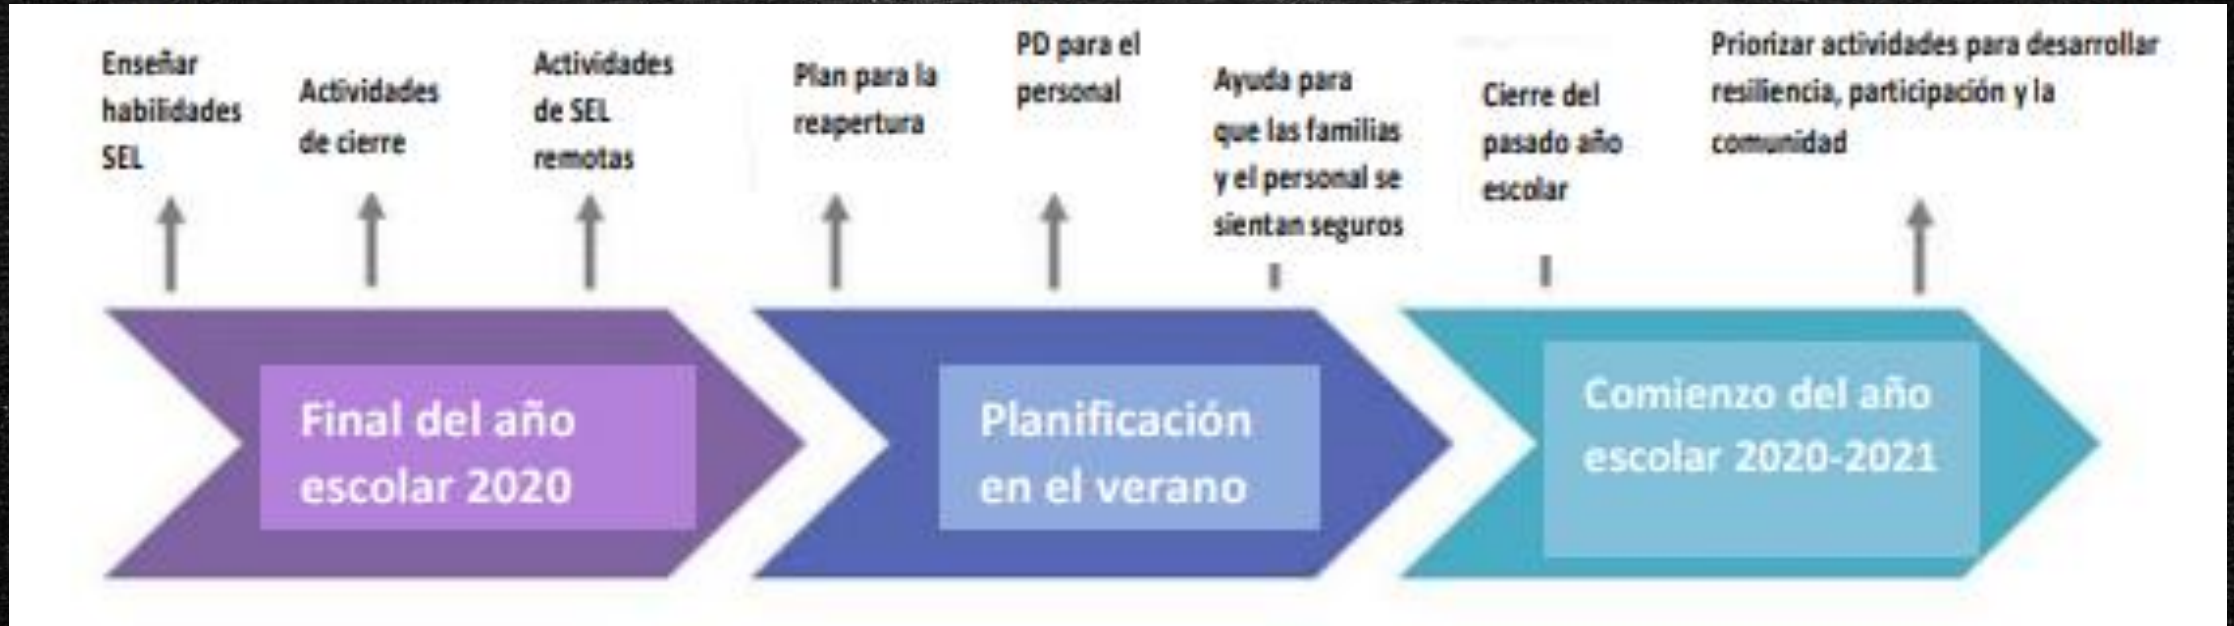 Enseñar
habilidades
SEL
Actividades
de cierre
Actividades
de SEL
remotas
Plan para la
reapertura
PD para el
personal
Ayuda para
que las familias
y el personal se
sientan seguros
Cierre del
pasado año
escolar
Priorizar actividades para desarrollar
resiliencia, participación y la
comunidad
Final del año
escolar 2020
Planificación
en el verano
Comienzo del año
escolar 2020-2021